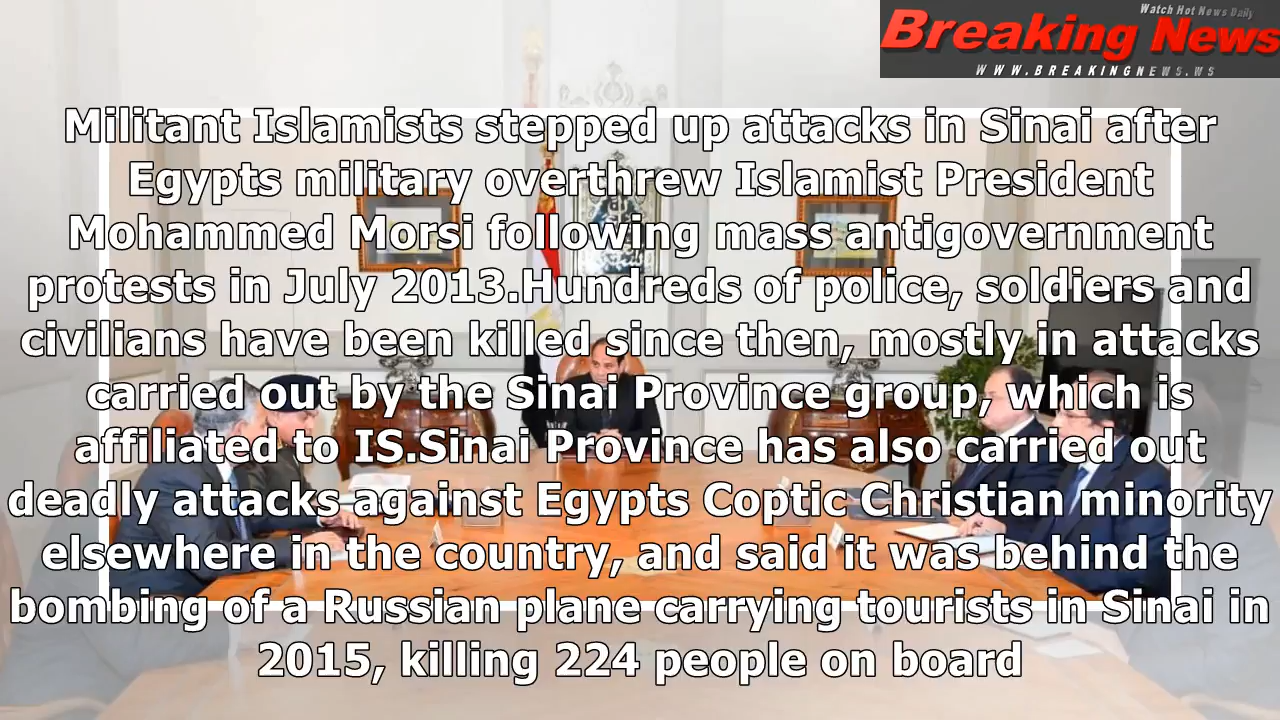 Watch Hot News Daily
Breaking News
WWW.BREAKINGNEWS.WS
Militant Islamists stepped up attacks in Sinai after
Egypts military overthrew Islamist President
Mohammed Morsi following mass antigovernment
protests in July 2013.Hundreds of police, soldiers and
civilians have been killed since then, mostly in attacks
carried out by the Sinai Province group, which is
affiliated to IS.Sinai Province has also carried out
deadly attacks against Egypts Coptic Christian minority
elsewhere in the country, and said it was behind the
bombing of a Russian plane carrying tourists in Sinai in
2015, killing 224 people on board